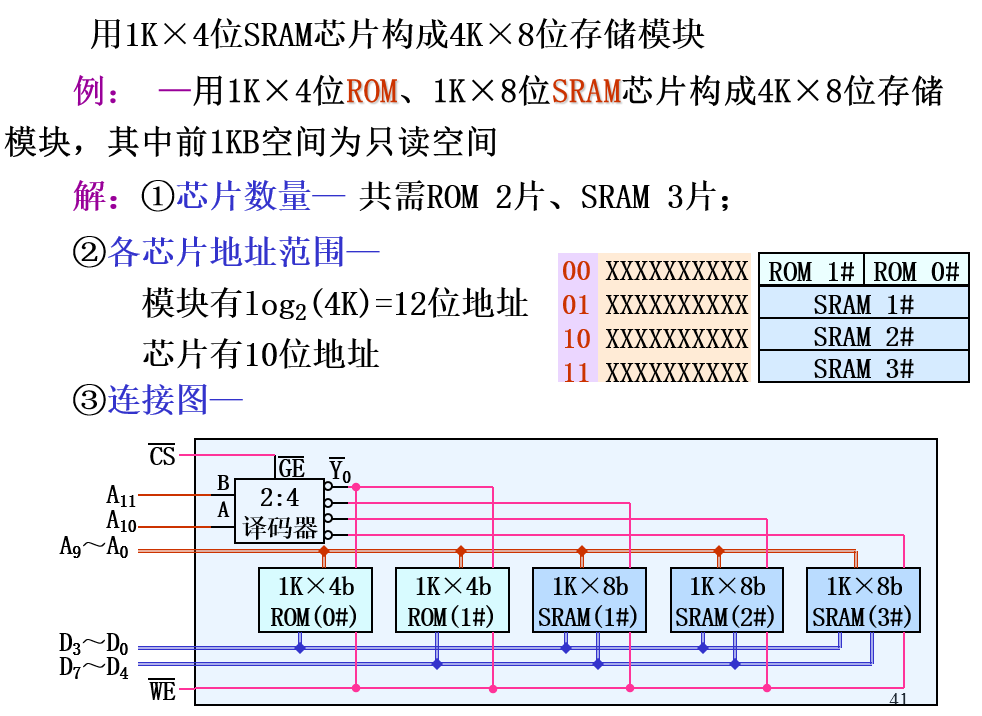 用1K×4位SRAM芯片构成4K×8位存储模块
例： —用1K×4位ROM、1K×8位SRAM芯片构成4K×8位存储
模块，其中前1KB空间为只读空间
解：①芯片数量— 共需ROM 2片、SRAM 3片；
②各芯片地址范围—
模块有log₂(4K)=12位地址
芯片有10位地址
00 XXXXXXXXXX ROM 1# ROM 0#
01 XXXXXXXXXX SRAM 1#
10 XXXXXXXXXX SRAM 2#
11 XXXXXXXXXX SRAM 3#
③连接图—
C̅S̅ G̅E̅ Y̅₀
A₁₁ B 2:4
A₁₀ A 译码器
A₉～A₀
1K×4b 1K×4b 1K×8b 1K×8b 1K×8b
ROM(0#) ROM(1#) SRAM(1#) SRAM(2#) SRAM(3#)
D₃～D₀
D₇～D₄
W̅E̅
41